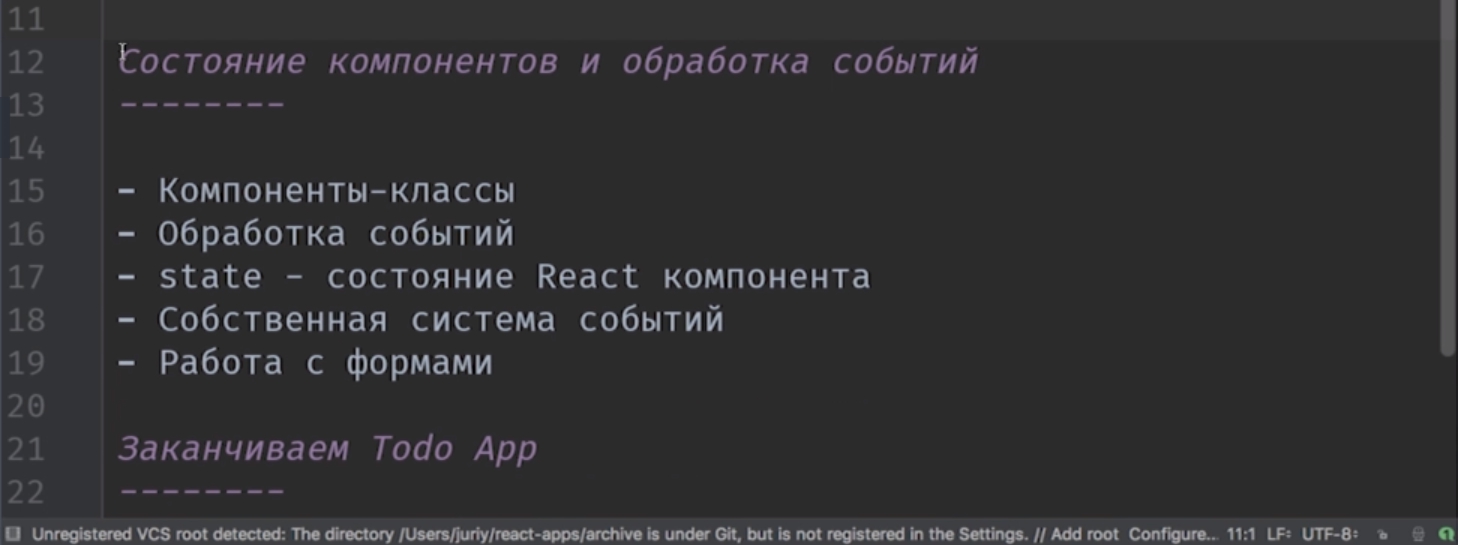 11
12 Состояние компонентов и обработка событий
13 --------
14
15 - Компоненты-классы
16 - Обработка событий
17 - state - состояние React компонента
18 - Собственная система событий
19 - Работа с формами
20
21 Заканчиваем Todo App
22 --------
Unregistered VCS root detected: The directory /Users/juriy/react-apps/archive is under Git, but is not registered in the Settings. // Add root Configure... 11:1 LF: UTF-8: